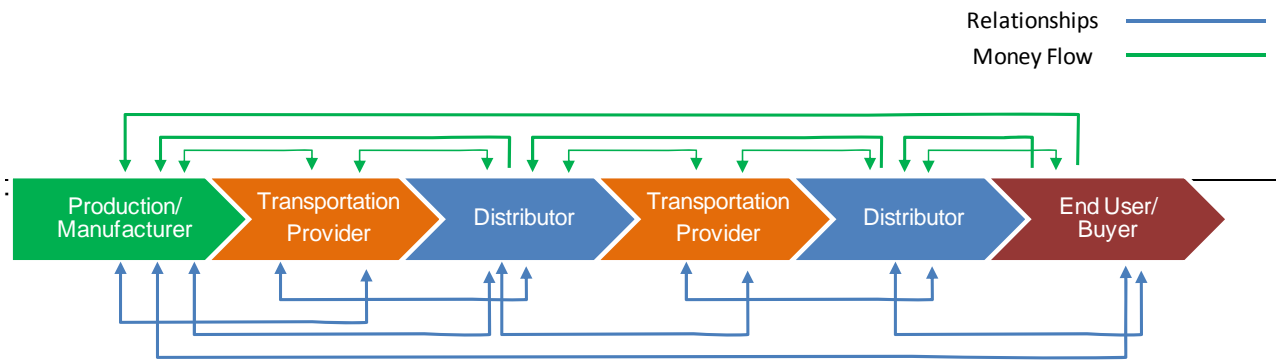 Relationships
Money Flow
:
Production/
Manufacturer
Transportation
Provider
Distributor
Transportation
Provider
Distributor
End User/
Buyer